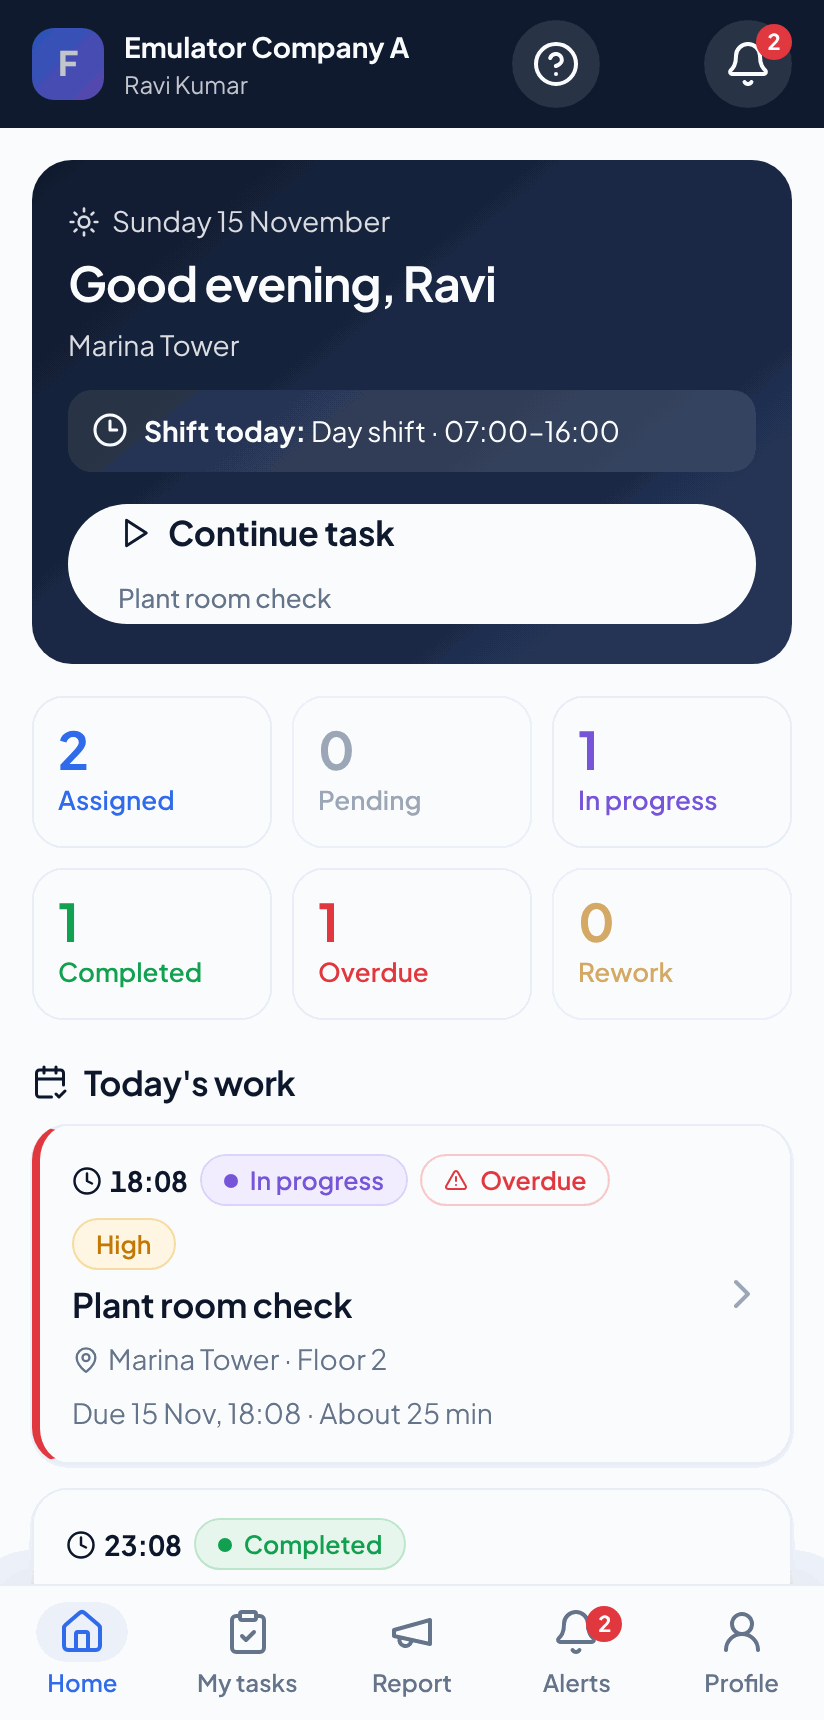 F
Emulator Company A
Ravi Kumar
2
Sunday 15 November
Good evening, Ravi
Marina Tower
Shift today: Day shift · 07:00–16:00
Continue task
Plant room check
2
Assigned
0
Pending
1
In progress
1
Completed
1
Overdue
0
Rework
Today's work
18:08 In progress Overdue
High
Plant room check
Marina Tower · Floor 2
Due 15 Nov, 18:08 · About 25 min
23:08 Completed
2
Home My tasks Report Alerts Profile